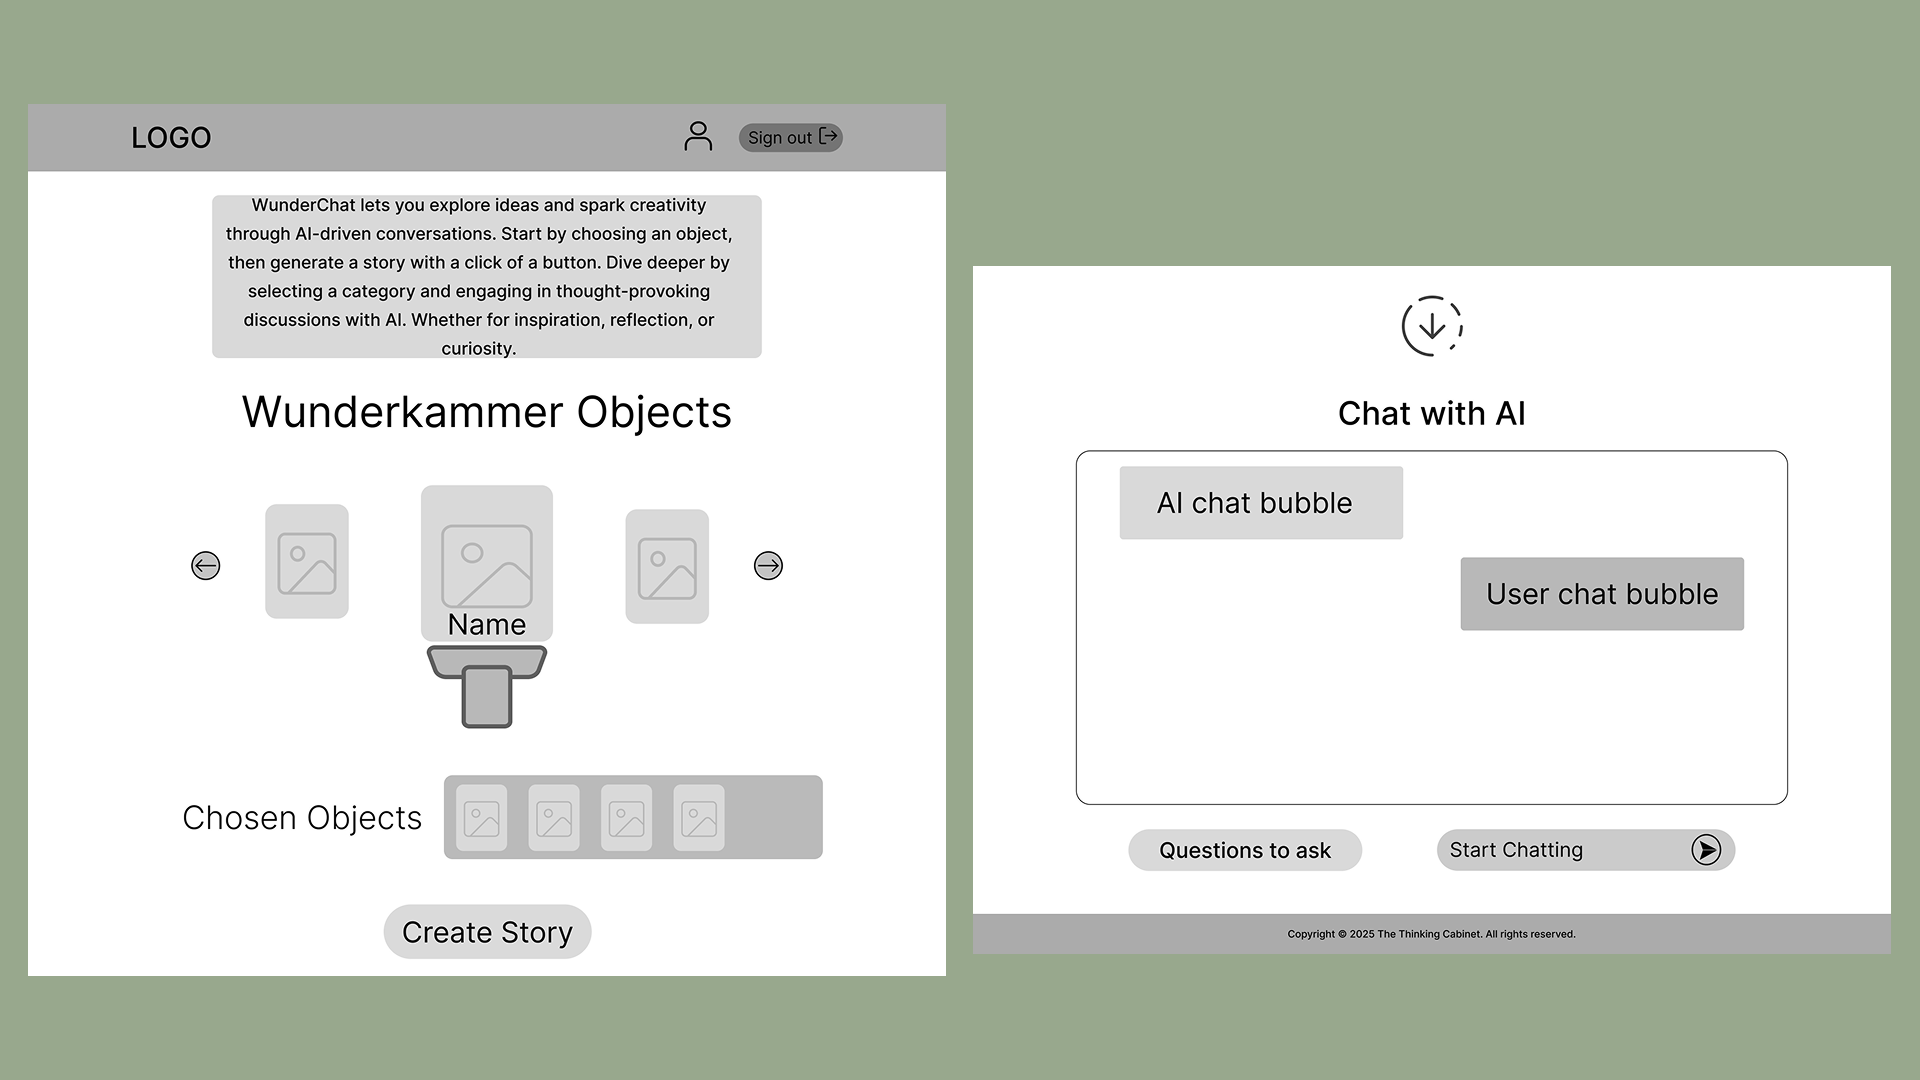 LOGO
Sign out
WunderChat lets you explore ideas and spark creativity
through AI-driven conversations. Start by choosing an object,
then generate a story with a click of a button. Dive deeper by
selecting a category and engaging in thought-provoking
discussions with AI. Whether for inspiration, reflection, or
curiosity.
Wunderkammer Objects
Name
Chosen Objects
Create Story
Chat with AI
AI chat bubble
User chat bubble
Questions to ask
Start Chatting
Copyright © 2025 The Thinking Cabinet. All rights reserved.